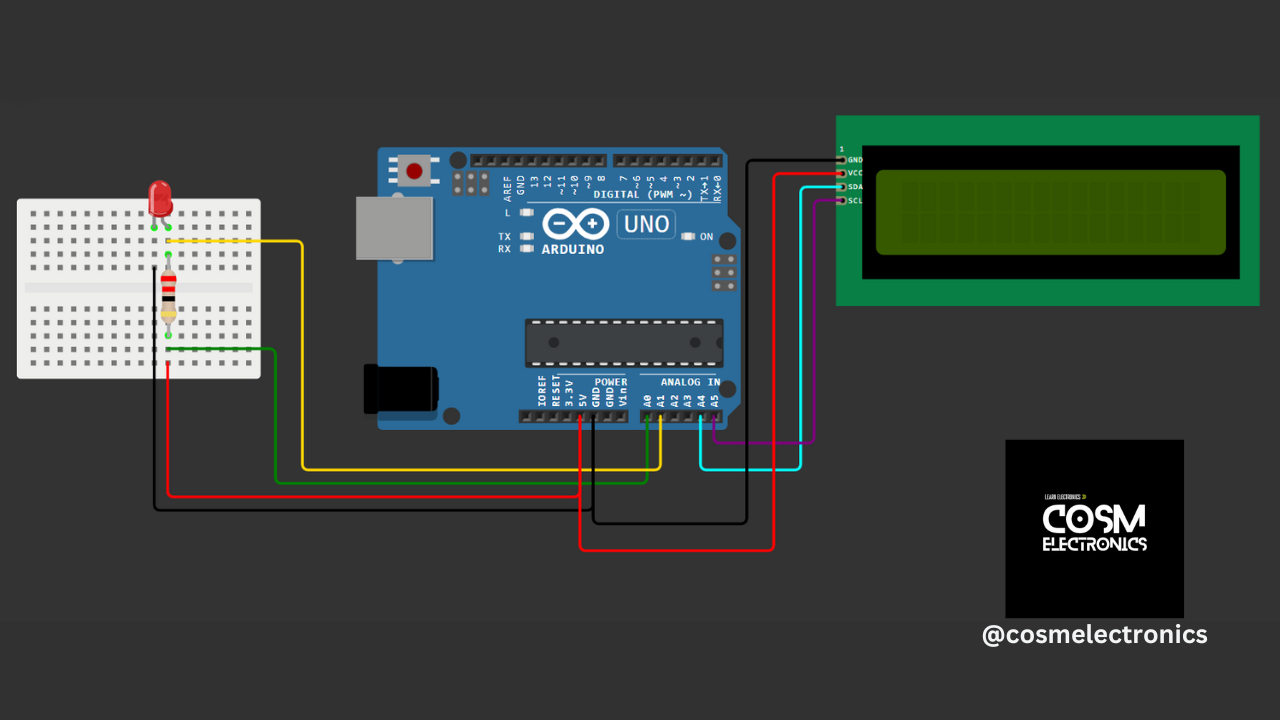 AREF
GND
13
12
~11
~10
~9
8
7
~6
~5
4
~3
2
TX→1
RX←0
DIGITAL (PWM ~)
L
TX
RX
UNO
ON
ARDUINO
1
GND
VCC
SDA
SCL
POWER
ANALOG IN
IOREF
RESET
3.3V
5V
GND
GND
Vin
A0
A1
A2
A3
A4
A5
LEARN ELECTRONICS »
COSM
ELECTRONICS
@cosmelectronics